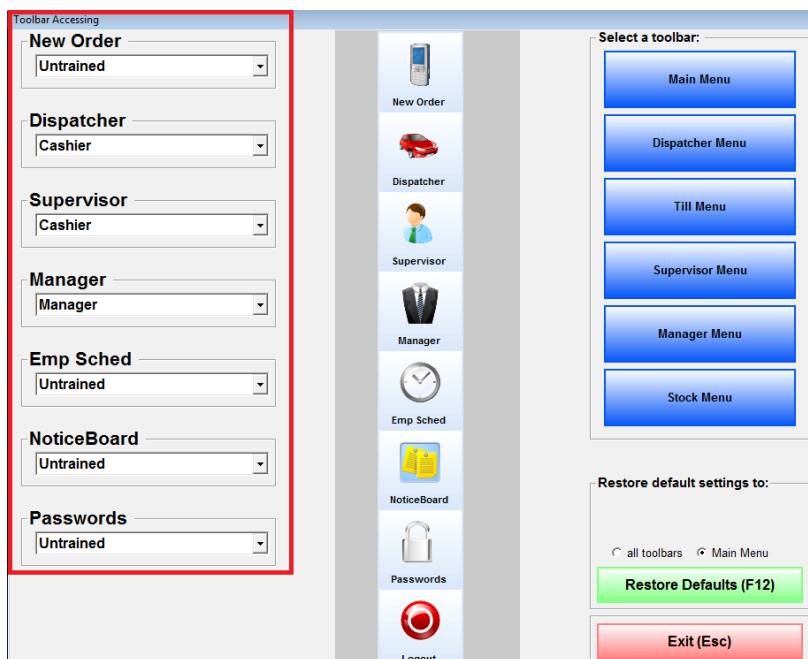 Toolbar Accessing
New Order
Untrained
Dispatcher
Cashier
Supervisor
Cashier
Manager
Manager
Emp Sched
Untrained
NoticeBoard
Untrained
Passwords
Untrained
New Order
Dispatcher
Supervisor
Manager
Emp Sched
NoticeBoard
Passwords
Logout
Select a toolbar:
Main Menu
Dispatcher Menu
Till Menu
Supervisor Menu
Manager Menu
Stock Menu
Restore default settings to:
all toolbars Main Menu
Restore Defaults (F12)
Exit (Esc)